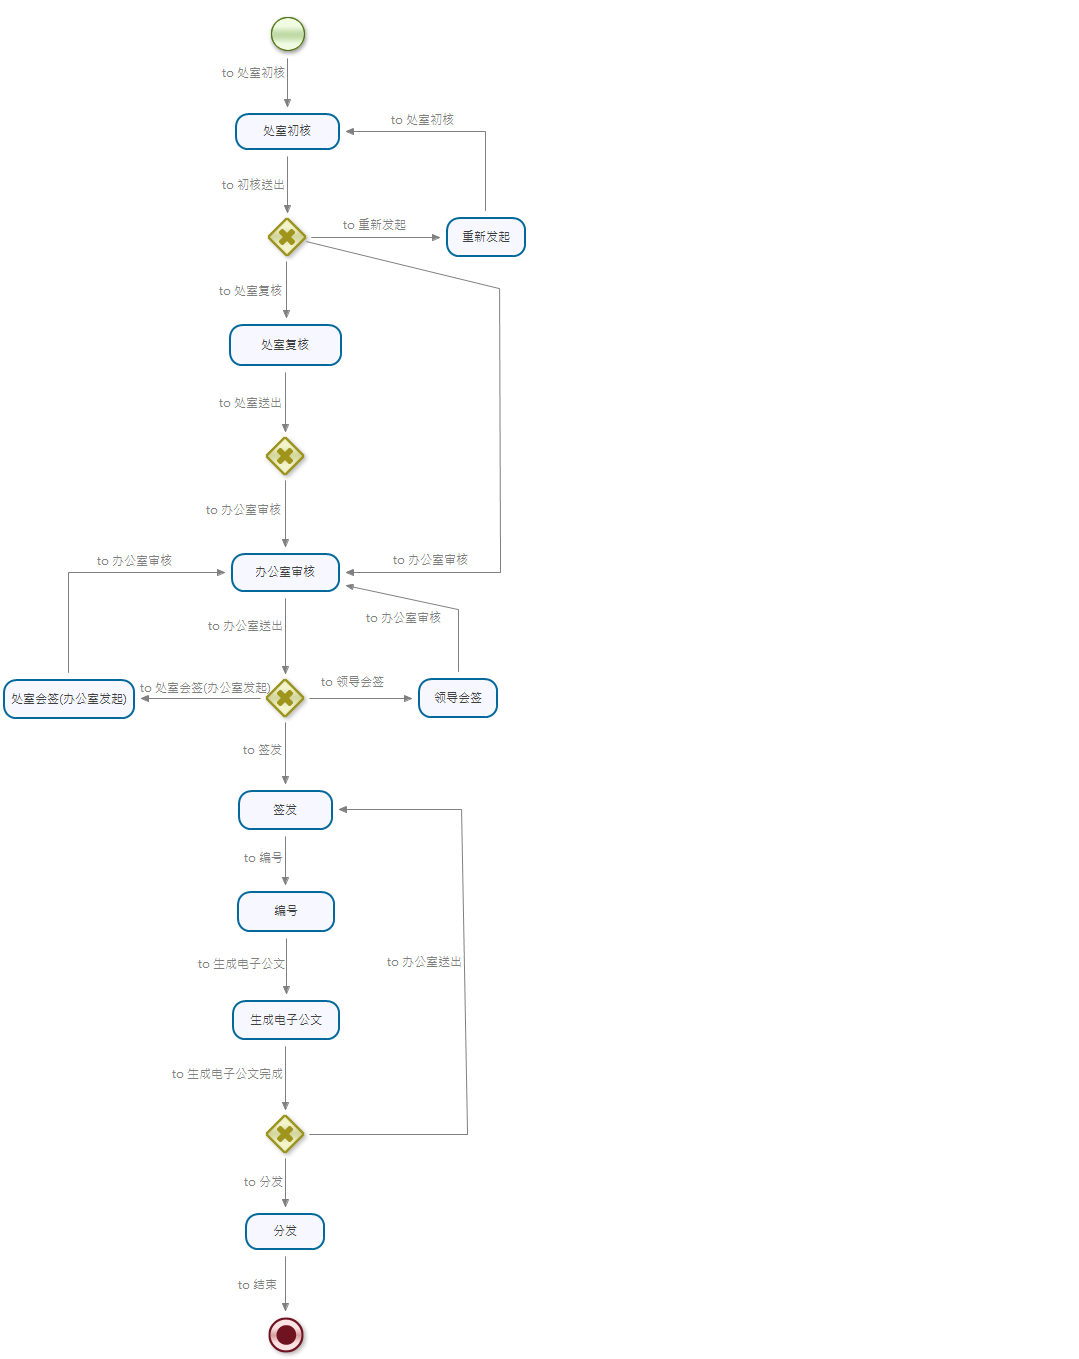 to 处室初核
处室初核
to 处室初核
to 初核送出
to 重新发起
重新发起
to 处室复核
处室复核
to 处室送出
to 办公室审核
to 办公室审核
办公室审核
to 办公室审核
to 办公室送出
to 办公室审核
处室会签(办公室发起)
to 处室会签(办公室发起)
to 领导会签
领导会签
to 签发
签发
to 编号
编号
to 生成电子公文
to 办公室送出
生成电子公文
to 生成电子公文完成
to 分发
分发
to 结束